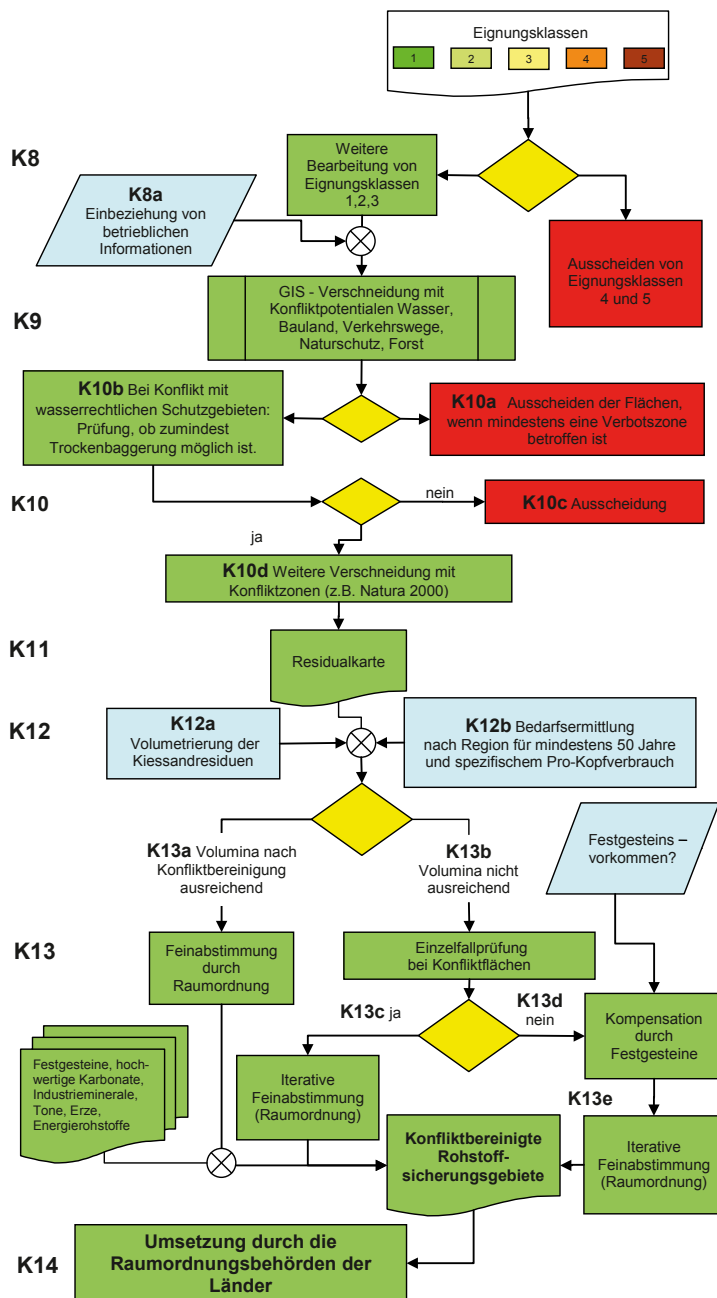 Eignungsklassen
1 2 3 4 5
K8
Weitere
Bearbeitung von
Eignungsklassen
1,2,3
K8a
Einbeziehung von
betrieblichen
Informationen
Ausscheiden von
Eignungsklassen
4 und 5
K9
GIS - Verschneidung mit
Konfliktpotentialen Wasser,
Bauland, Verkehrswege,
Naturschutz, Forst
K10b Bei Konflikt mit
wasserrechtlichen Schutzgebieten:
Prüfung, ob zumindest
Trockenbaggerung möglich ist.
K10a Ausscheiden der Flächen,
wenn mindestens eine Verbotszone
betroffen ist
K10
nein
K10c Ausscheidung
ja
K10d Weitere Verschneidung mit
Konfliktzonen (z.B. Natura 2000)
K11
Residualkarte
K12
K12a
Volumetrierung der
Kiessandresiduen
K12b Bedarfsermittlung
nach Region für mindestens 50 Jahre
und spezifischem Pro-Kopfverbrauch
K13a Volumina nach
Konfliktbereinigung
ausreichend
K13b
Volumina nicht
ausreichend
Festgesteins –
vorkommen?
K13
Feinabstimmung
durch
Raumordnung
Einzelfallprüfung
bei Konfliktflächen
K13c ja
K13d
nein
Kompensation
durch
Festgesteine
Festgesteine, hoch-
wertige Karbonate,
Industrieminerale,
Tone, Erze,
Energierohstoffe
Iterative
Feinabstimmung
(Raumordnung)
K13e
Konfliktbereinigte
Rohstoff-
sicherungsgebiete
Iterative
Feinabstimmung
(Raumordnung)
K14
Umsetzung durch die
Raumordnungsbehörden der
Länder